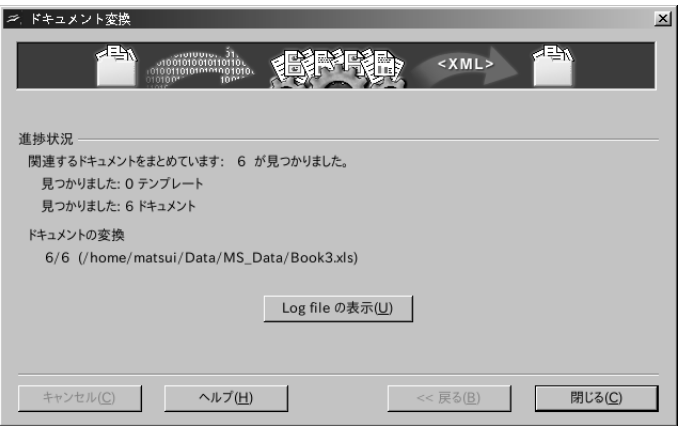 ドキュメント変換
<XML>
進捗状況
関連するドキュメントをまとめています: 6 が見つかりました。
見つかりました: 0 テンプレート
見つかりました: 6 ドキュメント
ドキュメントの変換
6/6 (/home/matsui/Data/MS_Data/Book3.xls)
Log file の表示(U)
キャンセル(C)
ヘルプ(H)
<< 戻る(B)
閉じる(C)